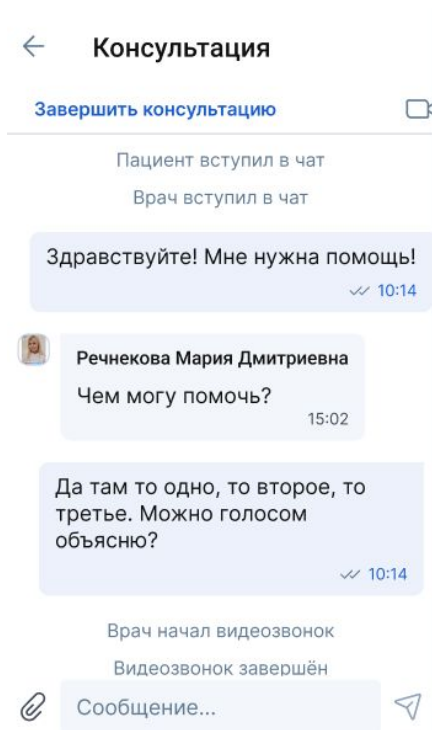 Консультация
Завершить консультацию
Пациент вступил в чат
Врач вступил в чат
Здравствуйте! Мне нужна помощь!
10:14
Речнекова Мария Дмитриевна
Чем могу помочь?
15:02
Да там то одно, то второе, то
третье. Можно голосом
объясню?
10:14
Врач начал видеозвонок
Видеозвонок завершён
Сообщение...